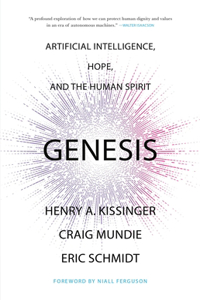 "A profound exploration of how we can protect human dignity and values
in an era of autonomous machines." —WALTER ISAACSON
ARTIFICIAL INTELLIGENCE,
HOPE,
AND THE HUMAN SPIRIT
GENESIS
HENRY A. KISSINGER
CRAIG MUNDIE
ERIC SCHMIDT
FOREWORD BY NIALL FERGUSON